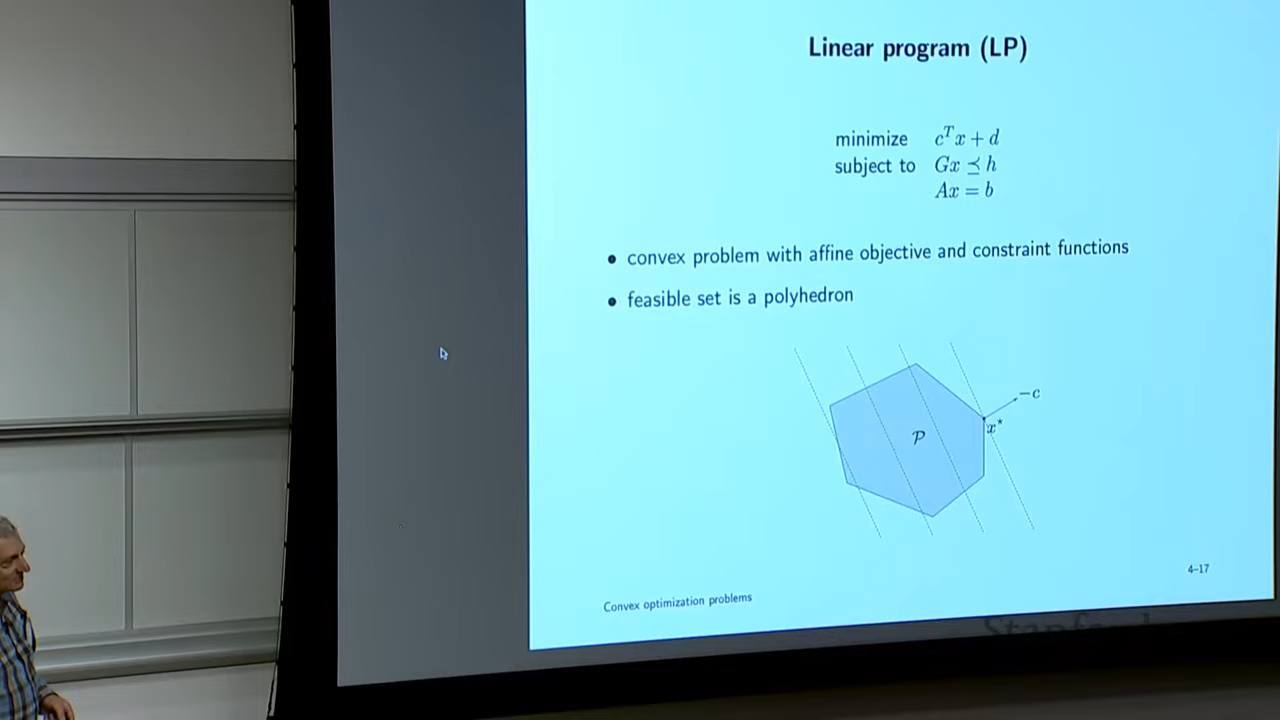 Linear program (LP)
minimize c^T x + d
subject to Gx ⪯ h
Ax = b
• convex problem with affine objective and constraint functions
• feasible set is a polyhedron
−c
x⋆
𝒫
4–17
Convex optimization problems